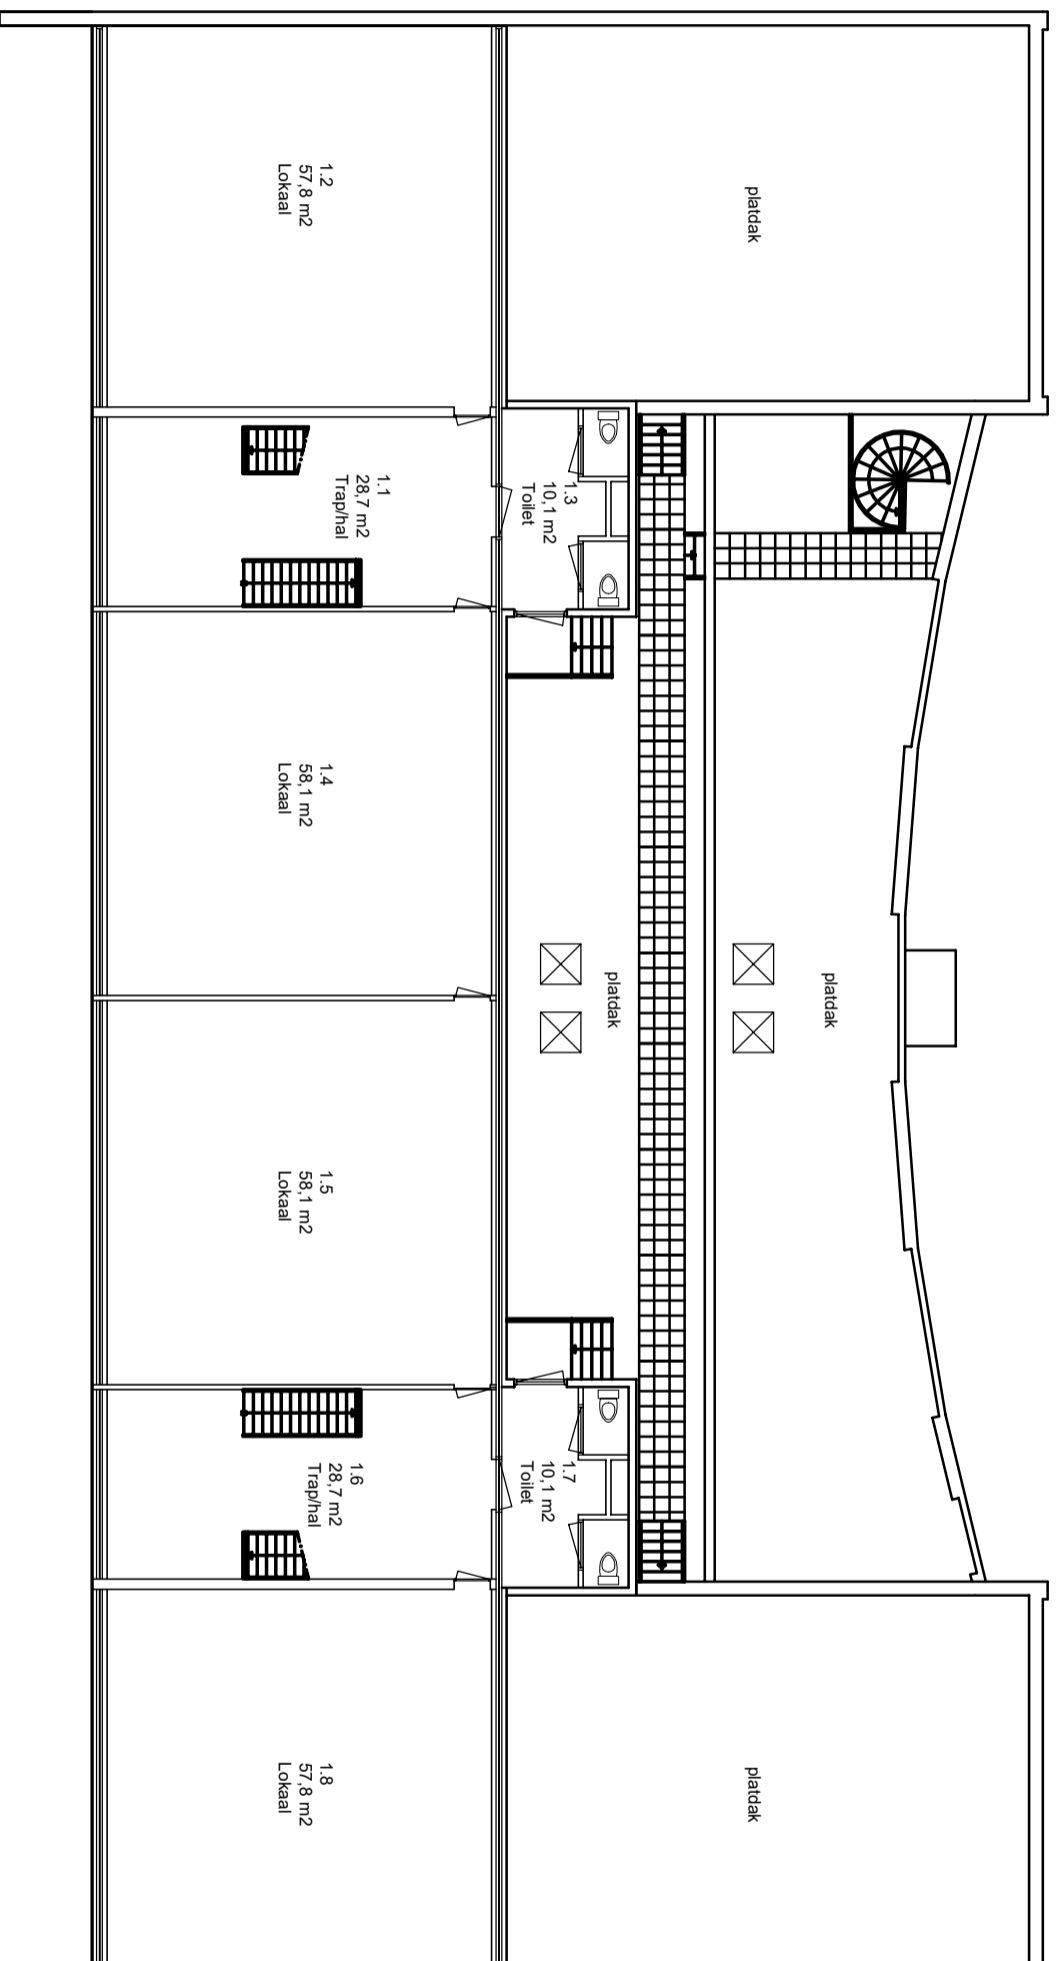 platdak
1.2
57,8 m2
Lokaal
1.1
28,7 m2
Trap/hal
1.3
10,1 m2
Toilet
1.4
58,1 m2
Lokaal
platdak
platdak
1.5
58,1 m2
Lokaal
1.6
28,7 m2
Trap/hal
1.7
10,1 m2
Toilet
1.8
57,8 m2
Lokaal
platdak